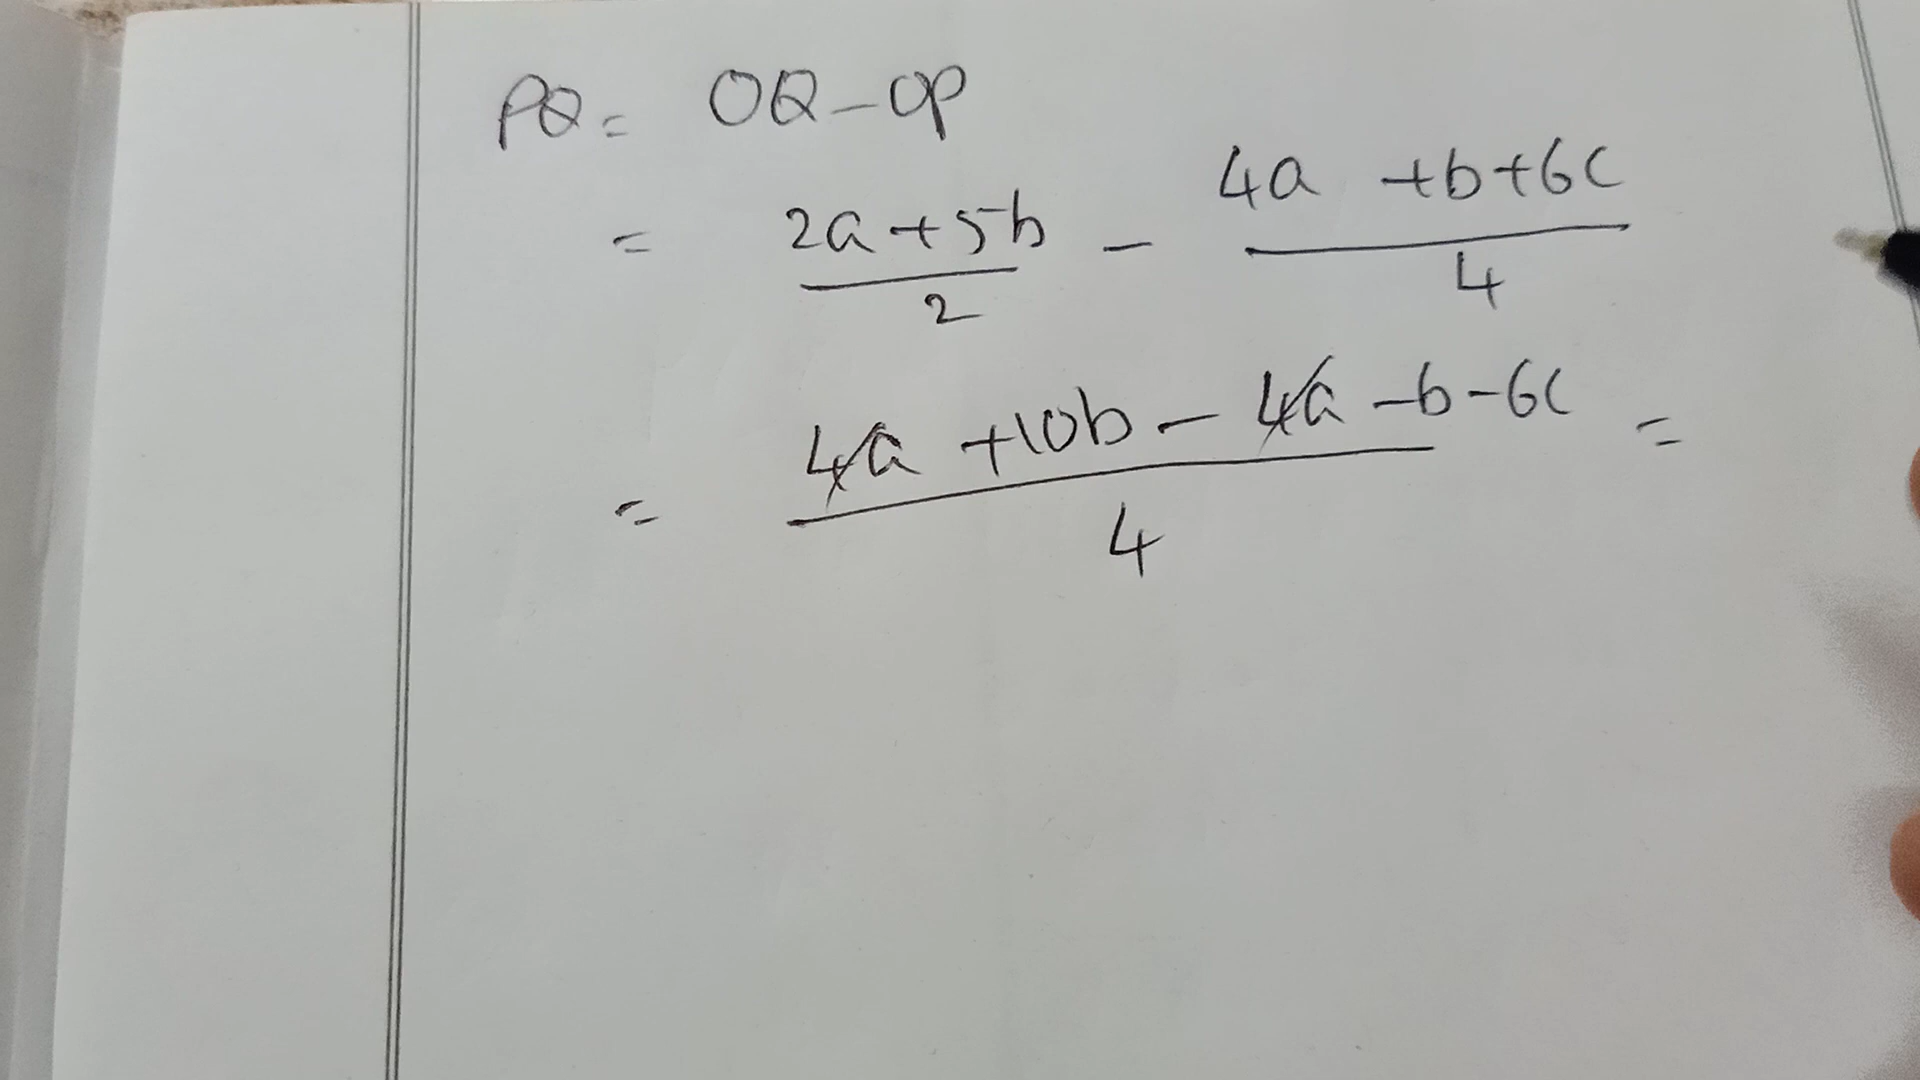 PQ = OQ - OP
= 2a+5b/2 - 4a +b+6c/4
= 4a +10b - 4a -b-6c/4 =